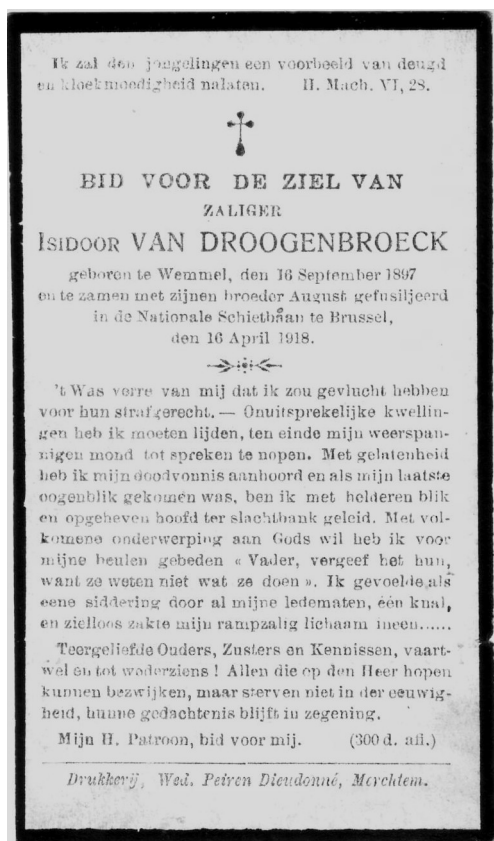 Ik zal den jongelingen een voorbeeld van deugd
en kloekmoedigheid nalaten. II. Mach. VI, 28.
BID VOOR DE ZIEL VAN
ZALIGER
ISIDOOR VAN DROOGENBROECK
geboren te Wemmel, den 16 September 1897
en te zamen met zijnen broeder August gefusiljeerd
in de Nationale Schietbaan te Brussel,
den 16 April 1918.
't Was verre van mij dat ik zou gevlucht hebben
voor hun strafgerecht. — Onuitsprekelijke kwellin-
gen heb ik moeten lijden, ten einde mijn weerspan-
nigen mond tot spreken te nopen. Met gelatenheid
heb ik mijn doodvonnis aanhoord en als mijn laatste
oogenblik gekomen was, ben ik met helderen blik
en opgeheven hoofd ter slachtbank geleid. Met vol-
komene onderwerping aan Gods wil heb ik voor
mijne beulen gebeden « Vader, vergeef het hun,
want ze weten niet wat ze doen ». Ik gevoelde als
eene siddering door al mijne ledematen, één knal,
en zielloos zakte mijn rampzalig lichaam ineen......
Teergeliefde Ouders, Zusters en Kennissen, vaart-
wel en tot wederziens ! Allen die op den Heer hopen
kunnen bezwijken, maar sterven niet in der eeuwig-
heid, hunne gedachtenis blijft in zegening.
Mijn H. Patroon, bid voor mij. (300 d. afl.)
Drukkerij, Wed. Peiren Dieudonné, Merchtem.